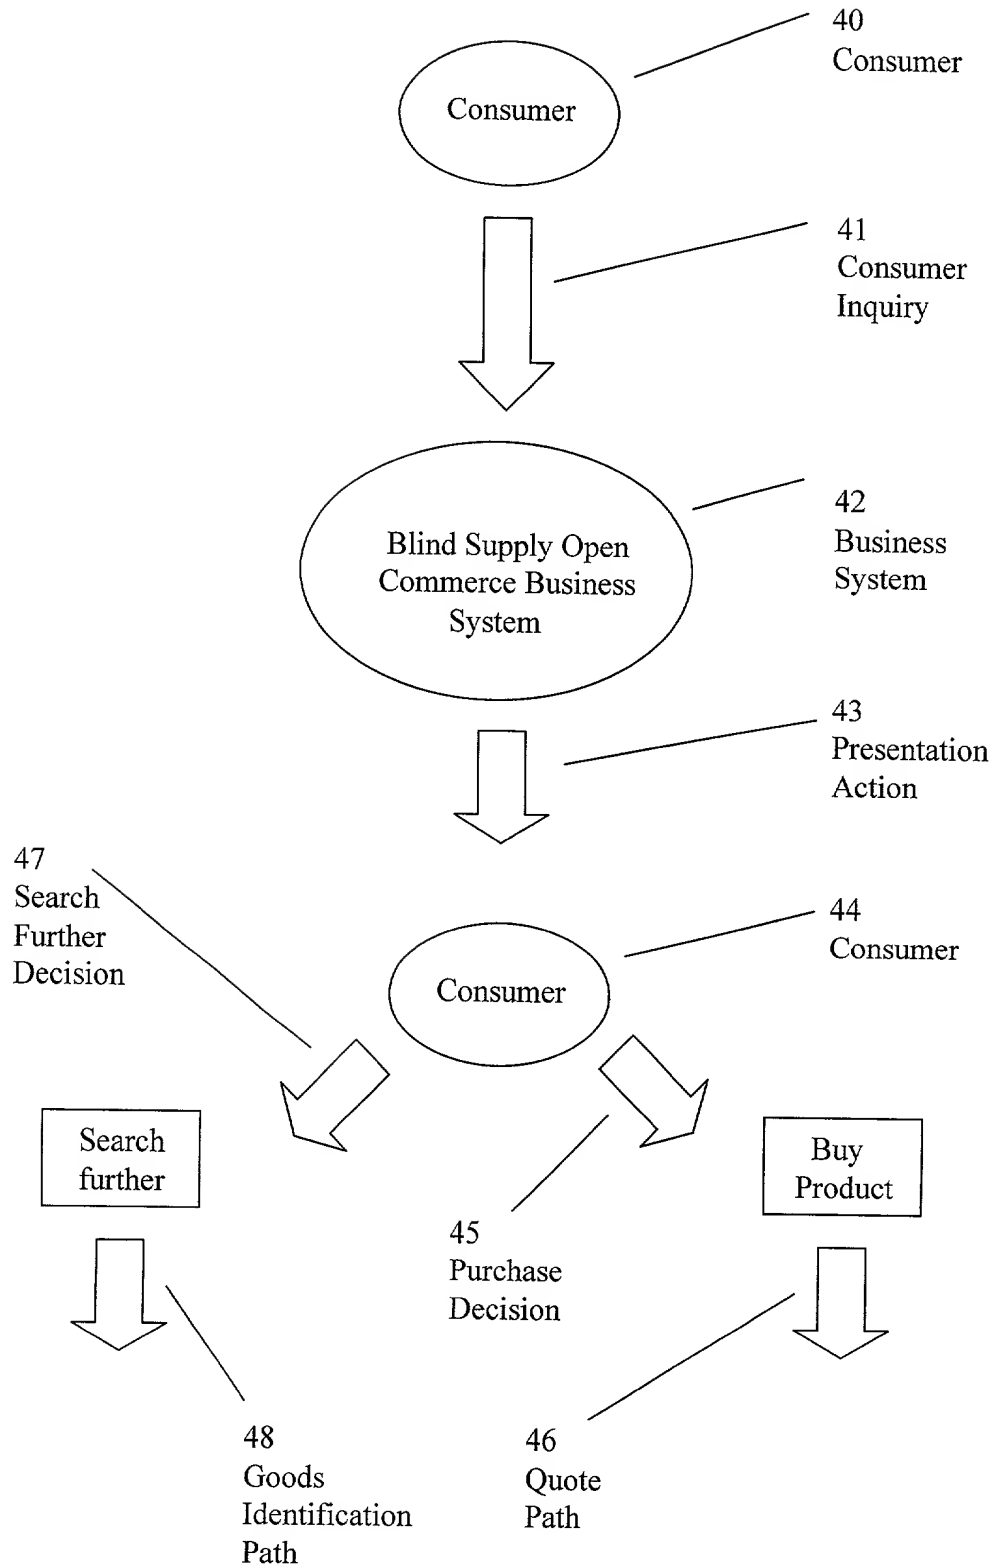 40
Consumer
Consumer
41
Consumer
Inquiry
42
Business
System
Blind Supply Open
Commerce Business
System
43
Presentation
Action
47
Search
Further
Decision
44
Consumer
Consumer
Search
further
Buy
Product
45
Purchase
Decision
48
Goods
Identification
Path
46
Quote
Path